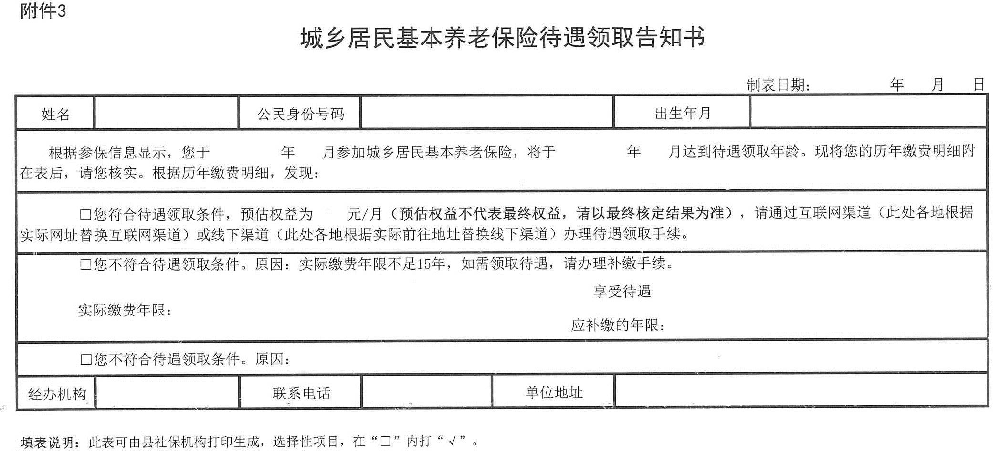 附件3
城乡居民基本养老保险待遇领取告知书
制表日期： 年 月 日
姓名 公民身份号码 出生年月
根据参保信息显示，您于 年 月参加城乡居民基本养老保险，将于 年 月达到待遇领取年龄。现将您的历年缴费明细附
在表后，请您核实。根据历年缴费明细，发现：
□您符合待遇领取条件，预估权益为 元/月（预估权益不代表最终权益，请以最终核定结果为准），请通过互联网渠道（此处各地根据
实际网址替换互联网渠道）或线下渠道（此处各地根据实际前往地址替换线下渠道）办理待遇领取手续。
□您不符合待遇领取条件。原因：实际缴费年限不足15年，如需领取待遇，请办理补缴手续。
享受待遇
实际缴费年限：
应补缴的年限：
□您不符合待遇领取条件。原因：
经办机构 联系电话 单位地址
填表说明：此表可由县社保机构打印生成，选择性项目，在“□”内打“√”。